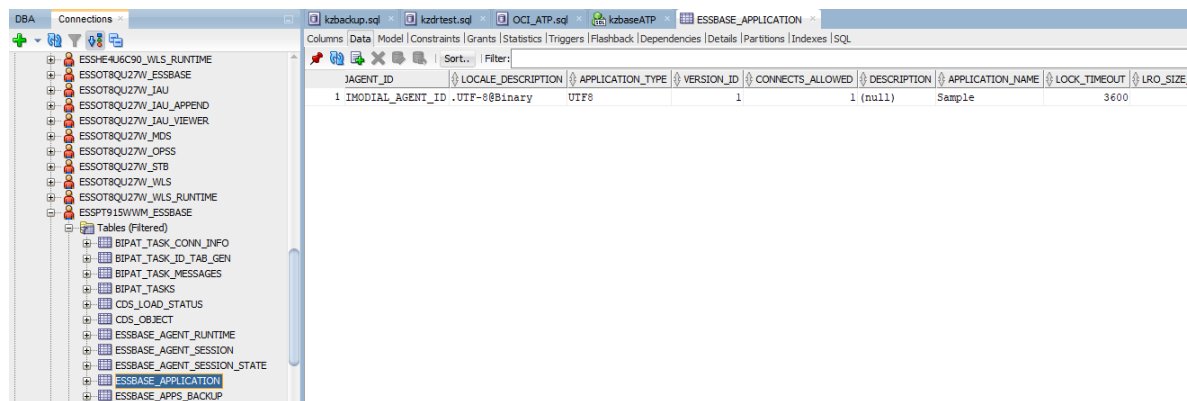 DBA Connections
kzbackup.sql kzdrtest.sql OCI_ATP.sql kzbaseATP ESSBASE_APPLICATION
Columns Data Model |Constraints |Grants |Statistics |Triggers |Flashback |Dependencies |Details |Partitions |Indexes |SQL
Sort.. Filter:
JAGENT_ID LOCALE_DESCRIPTION APPLICATION_TYPE VERSION_ID CONNECTS_ALLOWED DESCRIPTION APPLICATION_NAME LOCK_TIMEOUT LRO_SIZE_
1 IMODIAL_AGENT_ID .UTF-8@Binary UTF8 1 1 (null) Sample 3600
ESSHE4U6C90_WLS_RUNTIME
ESSOT8QU27W_ESSBASE
ESSOT8QU27W_IAU
ESSOT8QU27W_IAU_APPEND
ESSOT8QU27W_IAU_VIEWER
ESSOT8QU27W_MDS
ESSOT8QU27W_OPSS
ESSOT8QU27W_STB
ESSOT8QU27W_WLS
ESSOT8QU27W_WLS_RUNTIME
ESSPT915WWM_ESSBASE
Tables (Filtered)
BIPAT_TASK_CONN_INFO
BIPAT_TASK_ID_TAB_GEN
BIPAT_TASK_MESSAGES
BIPAT_TASKS
CDS_LOAD_STATUS
CDS_OBJECT
ESSBASE_AGENT_RUNTIME
ESSBASE_AGENT_SESSION
ESSBASE_AGENT_SESSION_STATE
ESSBASE_APPLICATION
ESSBASE_APPS_BACKUP